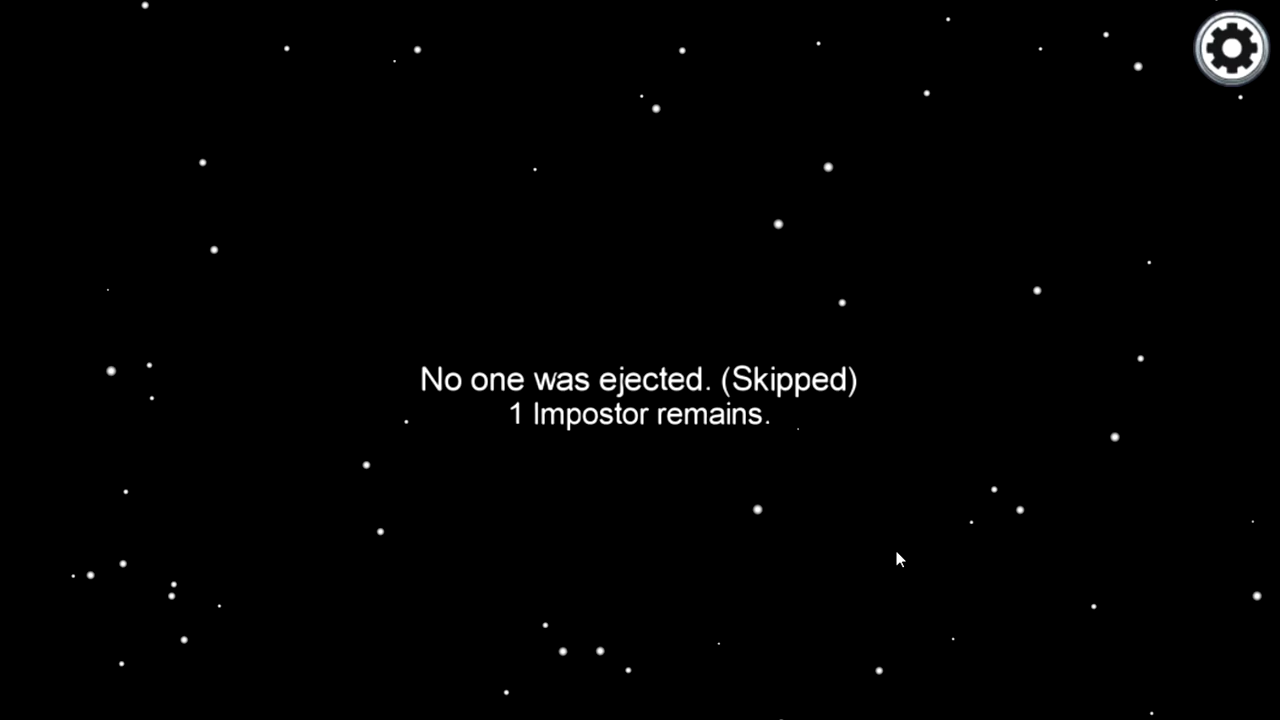 No one was ejected. (Skipped)
1 Impostor remains.